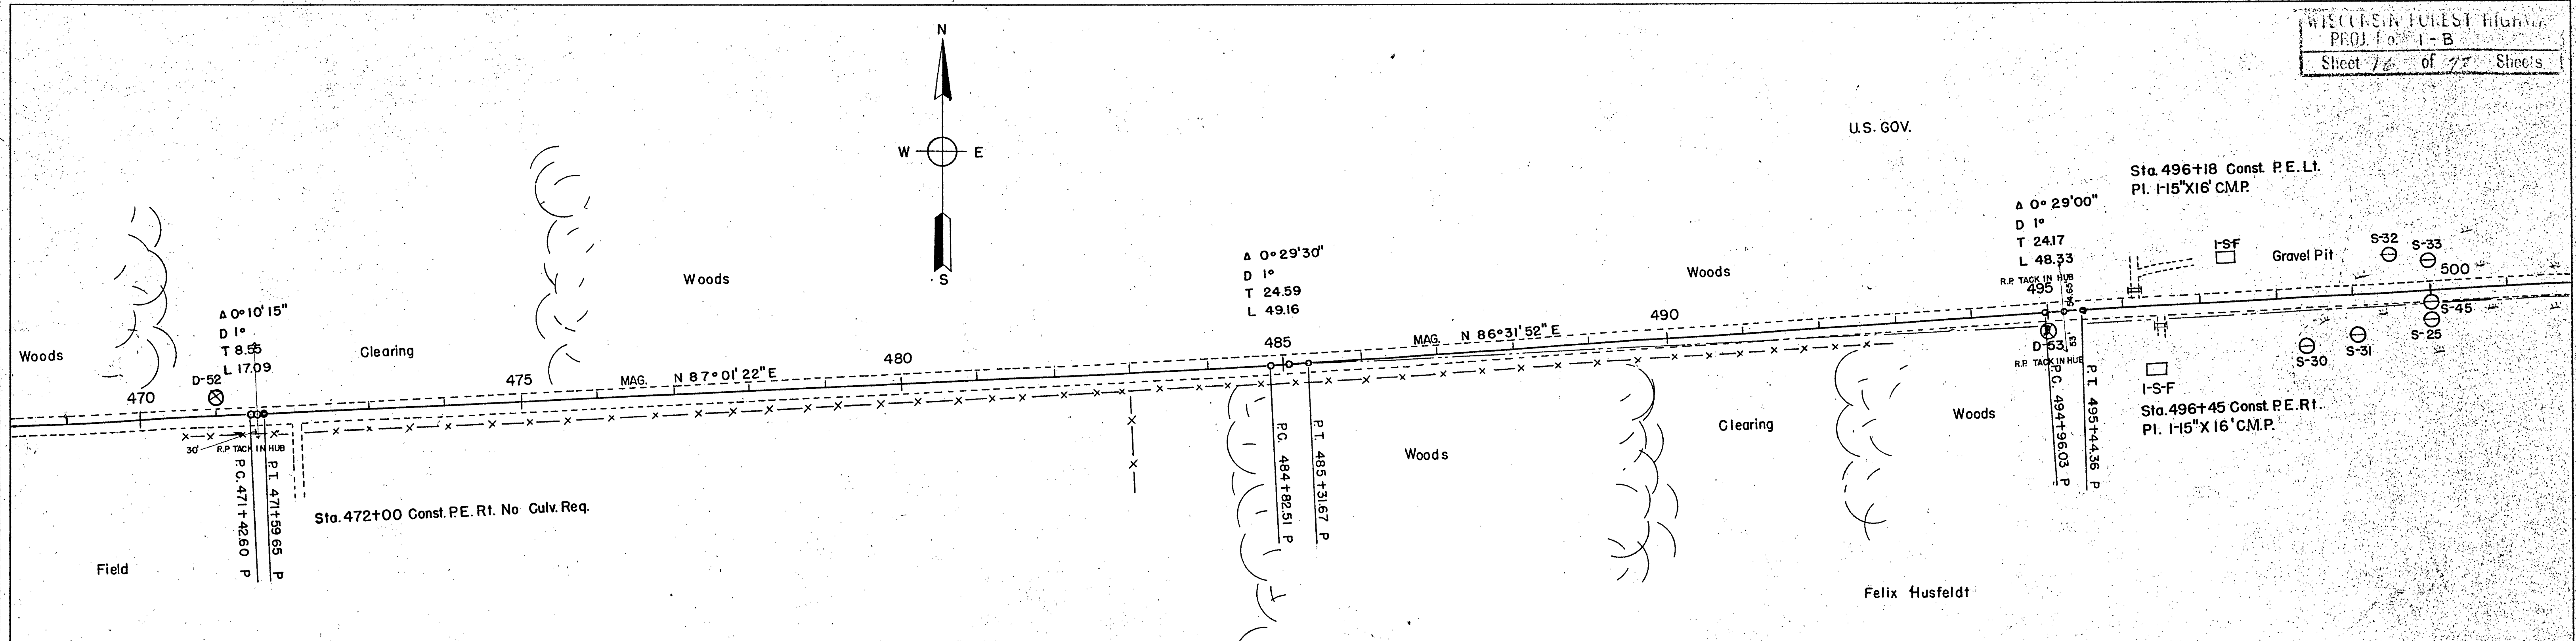 WISCONSIN FOREST HIGHWAY
PROJ. No. 1-B
Sheet 16 of Sheets
N
W E
S
U.S. GOV.
Sta. 496+18 Const. P.E. Lt.
Pl. 1-15"X16' C.M.P.
Δ 0° 29'00"
D 1°
T 24.17
L 48.33
R.P. TACK IN HUB
495
54.65
1-S-F
Gravel Pit
S-32
S-33
500
S-45
S-25
S-31
S-30
1-S-F
Sta. 496+45 Const. P.E. Rt.
Pl. 1-15"X 16' C.M.P.
D-53
53
R.P. TACK IN HUB
P.C. 494+96.03 P
P.T. 495+44.36 P
Woods
490
Δ 0° 29'30"
D 1°
T 24.59
L 49.16
485
MAG. N 86°31'52" E
P.C. 484+82.51 P
P.T. 485+31.67 P
Woods
Clearing
Woods
Felix Husfeldt
Woods
480
MAG. N 87°01'22" E
475
Clearing
Δ 0°10'15"
D 1°
T 8.55
L 17.09
D-52
470
Woods
30'
R.P TACK IN HUB
P.C. 471+42.60 P
P.T. 471+59.65 P
Sta. 472+00 Const. P.E. Rt. No Culv. Req.
Field